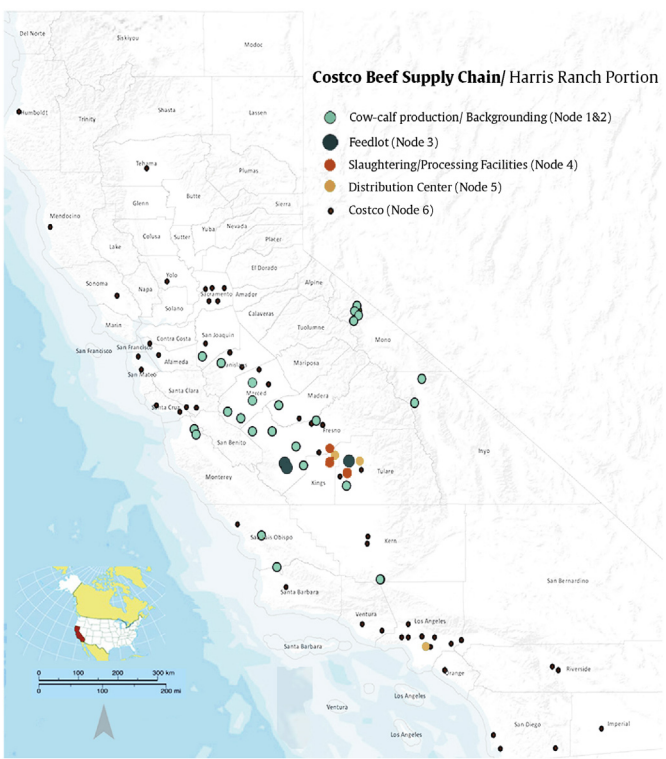 Del Norte
Siskiyou
Modoc
Costco Beef Supply Chain/ Harris Ranch Portion
Cow-calf production/ Backgrounding (Node 1&2)
Feedlot (Node 3)
Slaughtering/Processing Facilities (Node 4)
Distribution Center (Node 5)
Costco (Node 6)
Humboldt
Trinity
Shasta
Lassen
Tehama
Plumas
Glenn
Butte
Sierra
Mendocino
Colusa
Sutter
Yuba
Nevada
Placer
Lake
El Dorado
Sonoma
Napa
Yolo
Sacramento
Amador
Alpine
Solano
Calaveras
Marin
Tuolumne
Mono
San Francisco
San Francisco
Contra Costa
San Joaquin
Alameda
Mariposa
San Mateo
Santa Clara
Merced
Madera
Santa Cruz
Fresno
San Benito
Inyo
Monterey
Kings
Tulare
San Luis Obispo
Kern
San Bernardino
Santa Barbara
Ventura
Los Angeles
Santa Barbara
Orange
Riverside
Los Angeles
Ventura
San Diego
Imperial
Los Angeles
0 100 200 300 km
0 100 200 mi